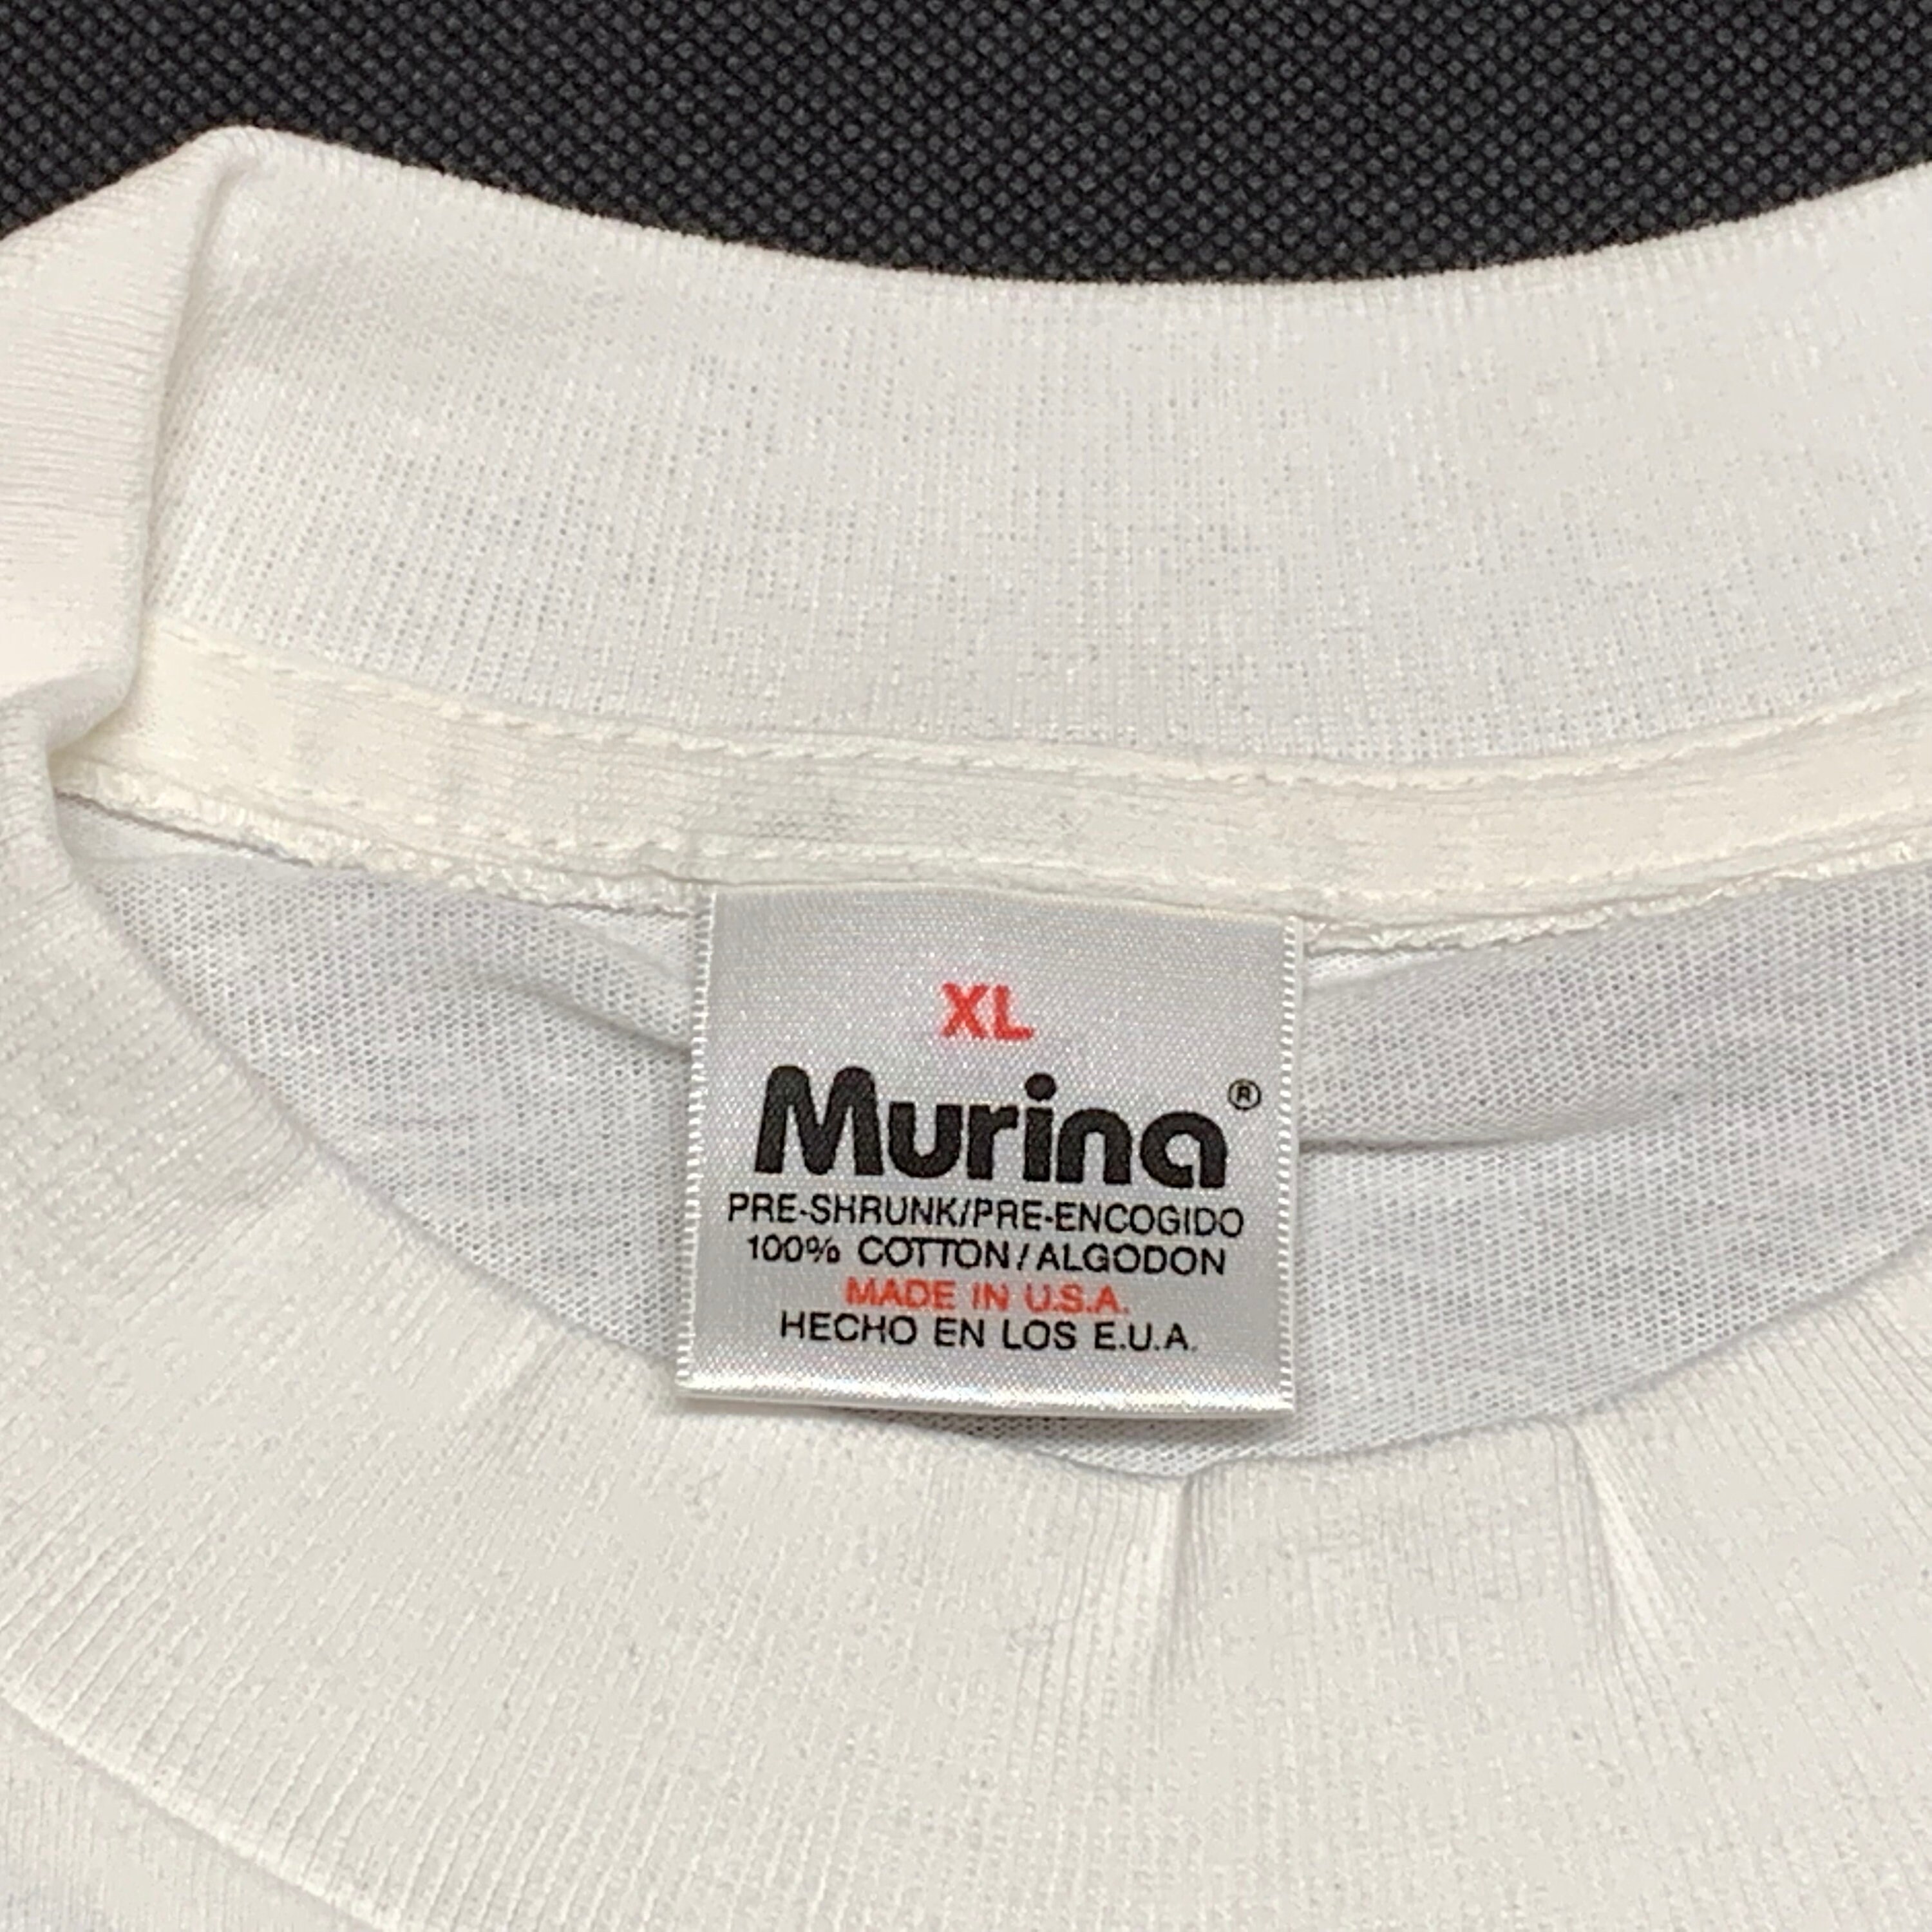 XL
Murina®
PRE-SHRUNK/PRE-ENCOGIDO
100% COTTON/ALGODON
MADE IN U.S.A.
HECHO EN LOS E.U.A.